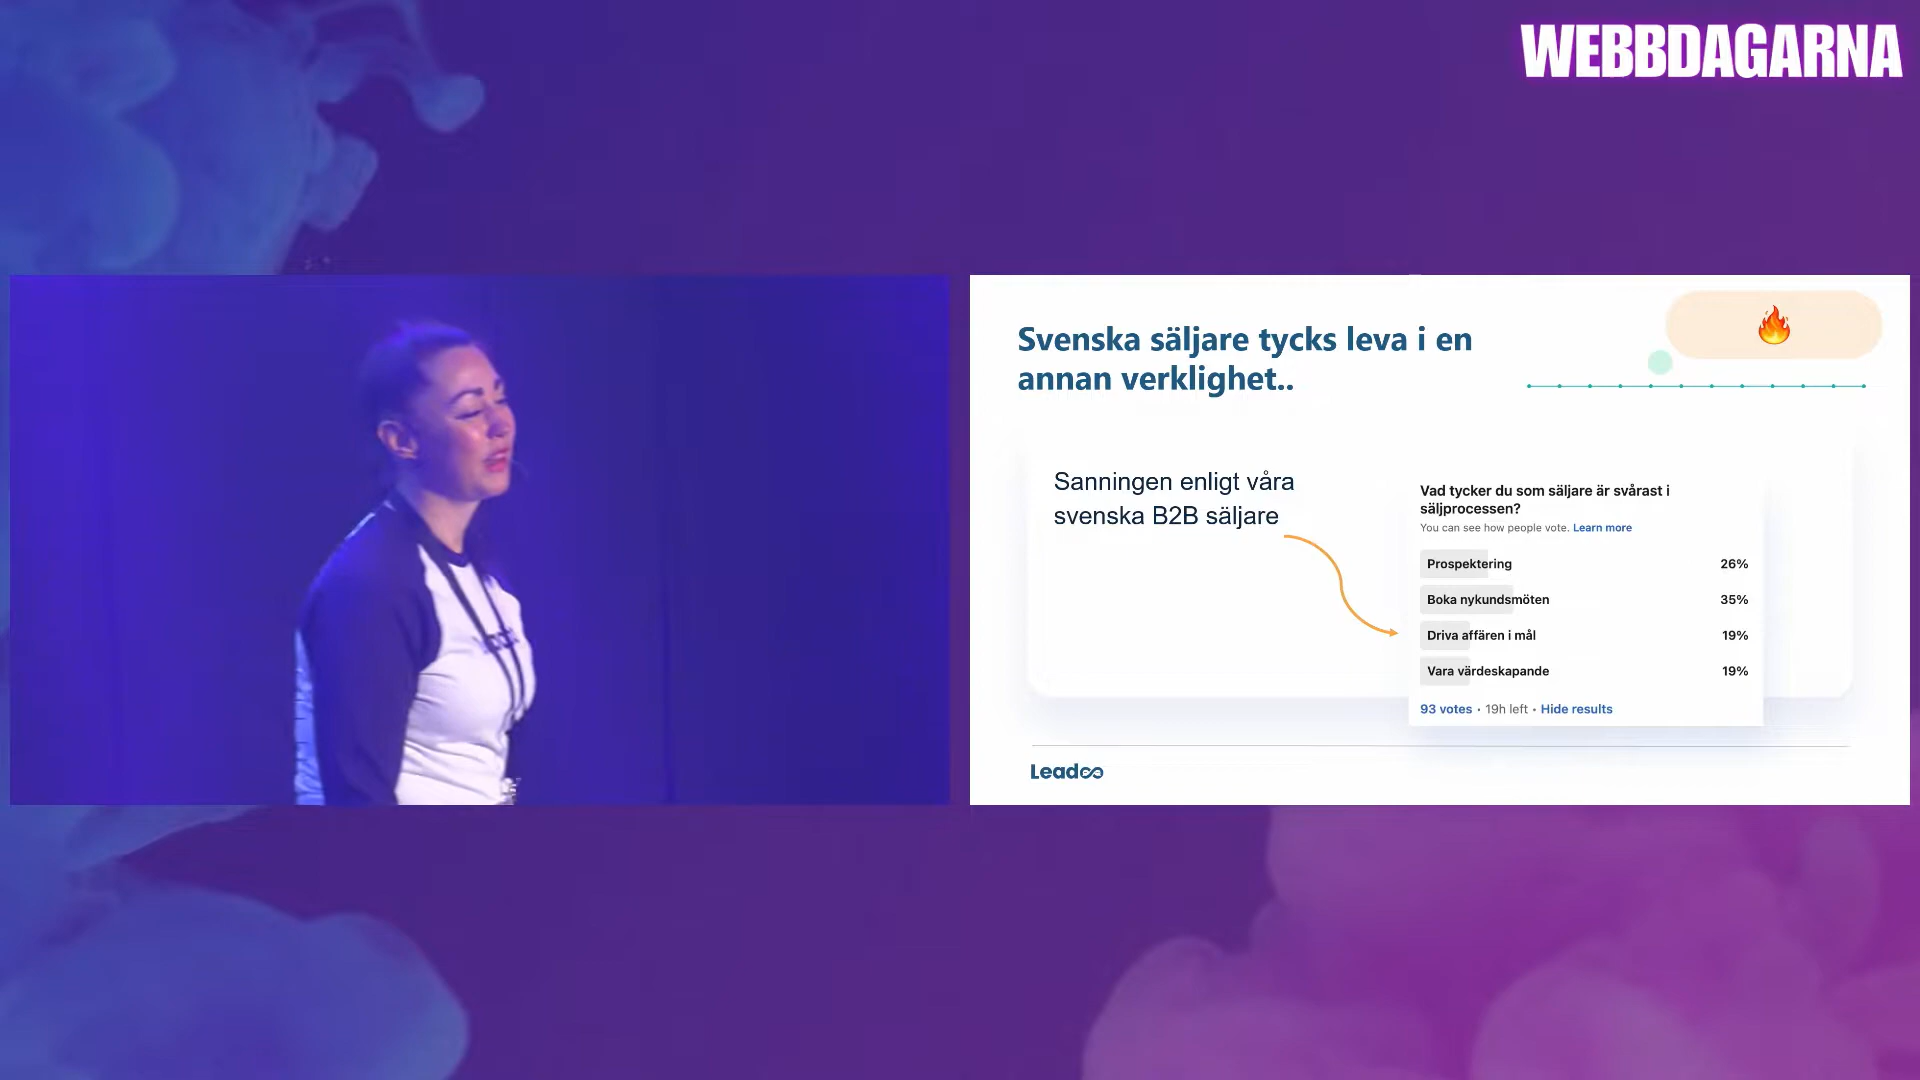 WEBBDAGARNA
Svenska säljare tycks leva i en
annan verklighet..
Sanningen enligt våra
svenska B2B säljare
Vad tycker du som säljare är svårast i
säljprocessen?
You can see how people vote. Learn more
Prospektering 26%
Boka nykundsmöten 35%
Driva affären i mål 19%
Vara värdeskapande 19%
93 votes · 19h left · Hide results
Leadoo